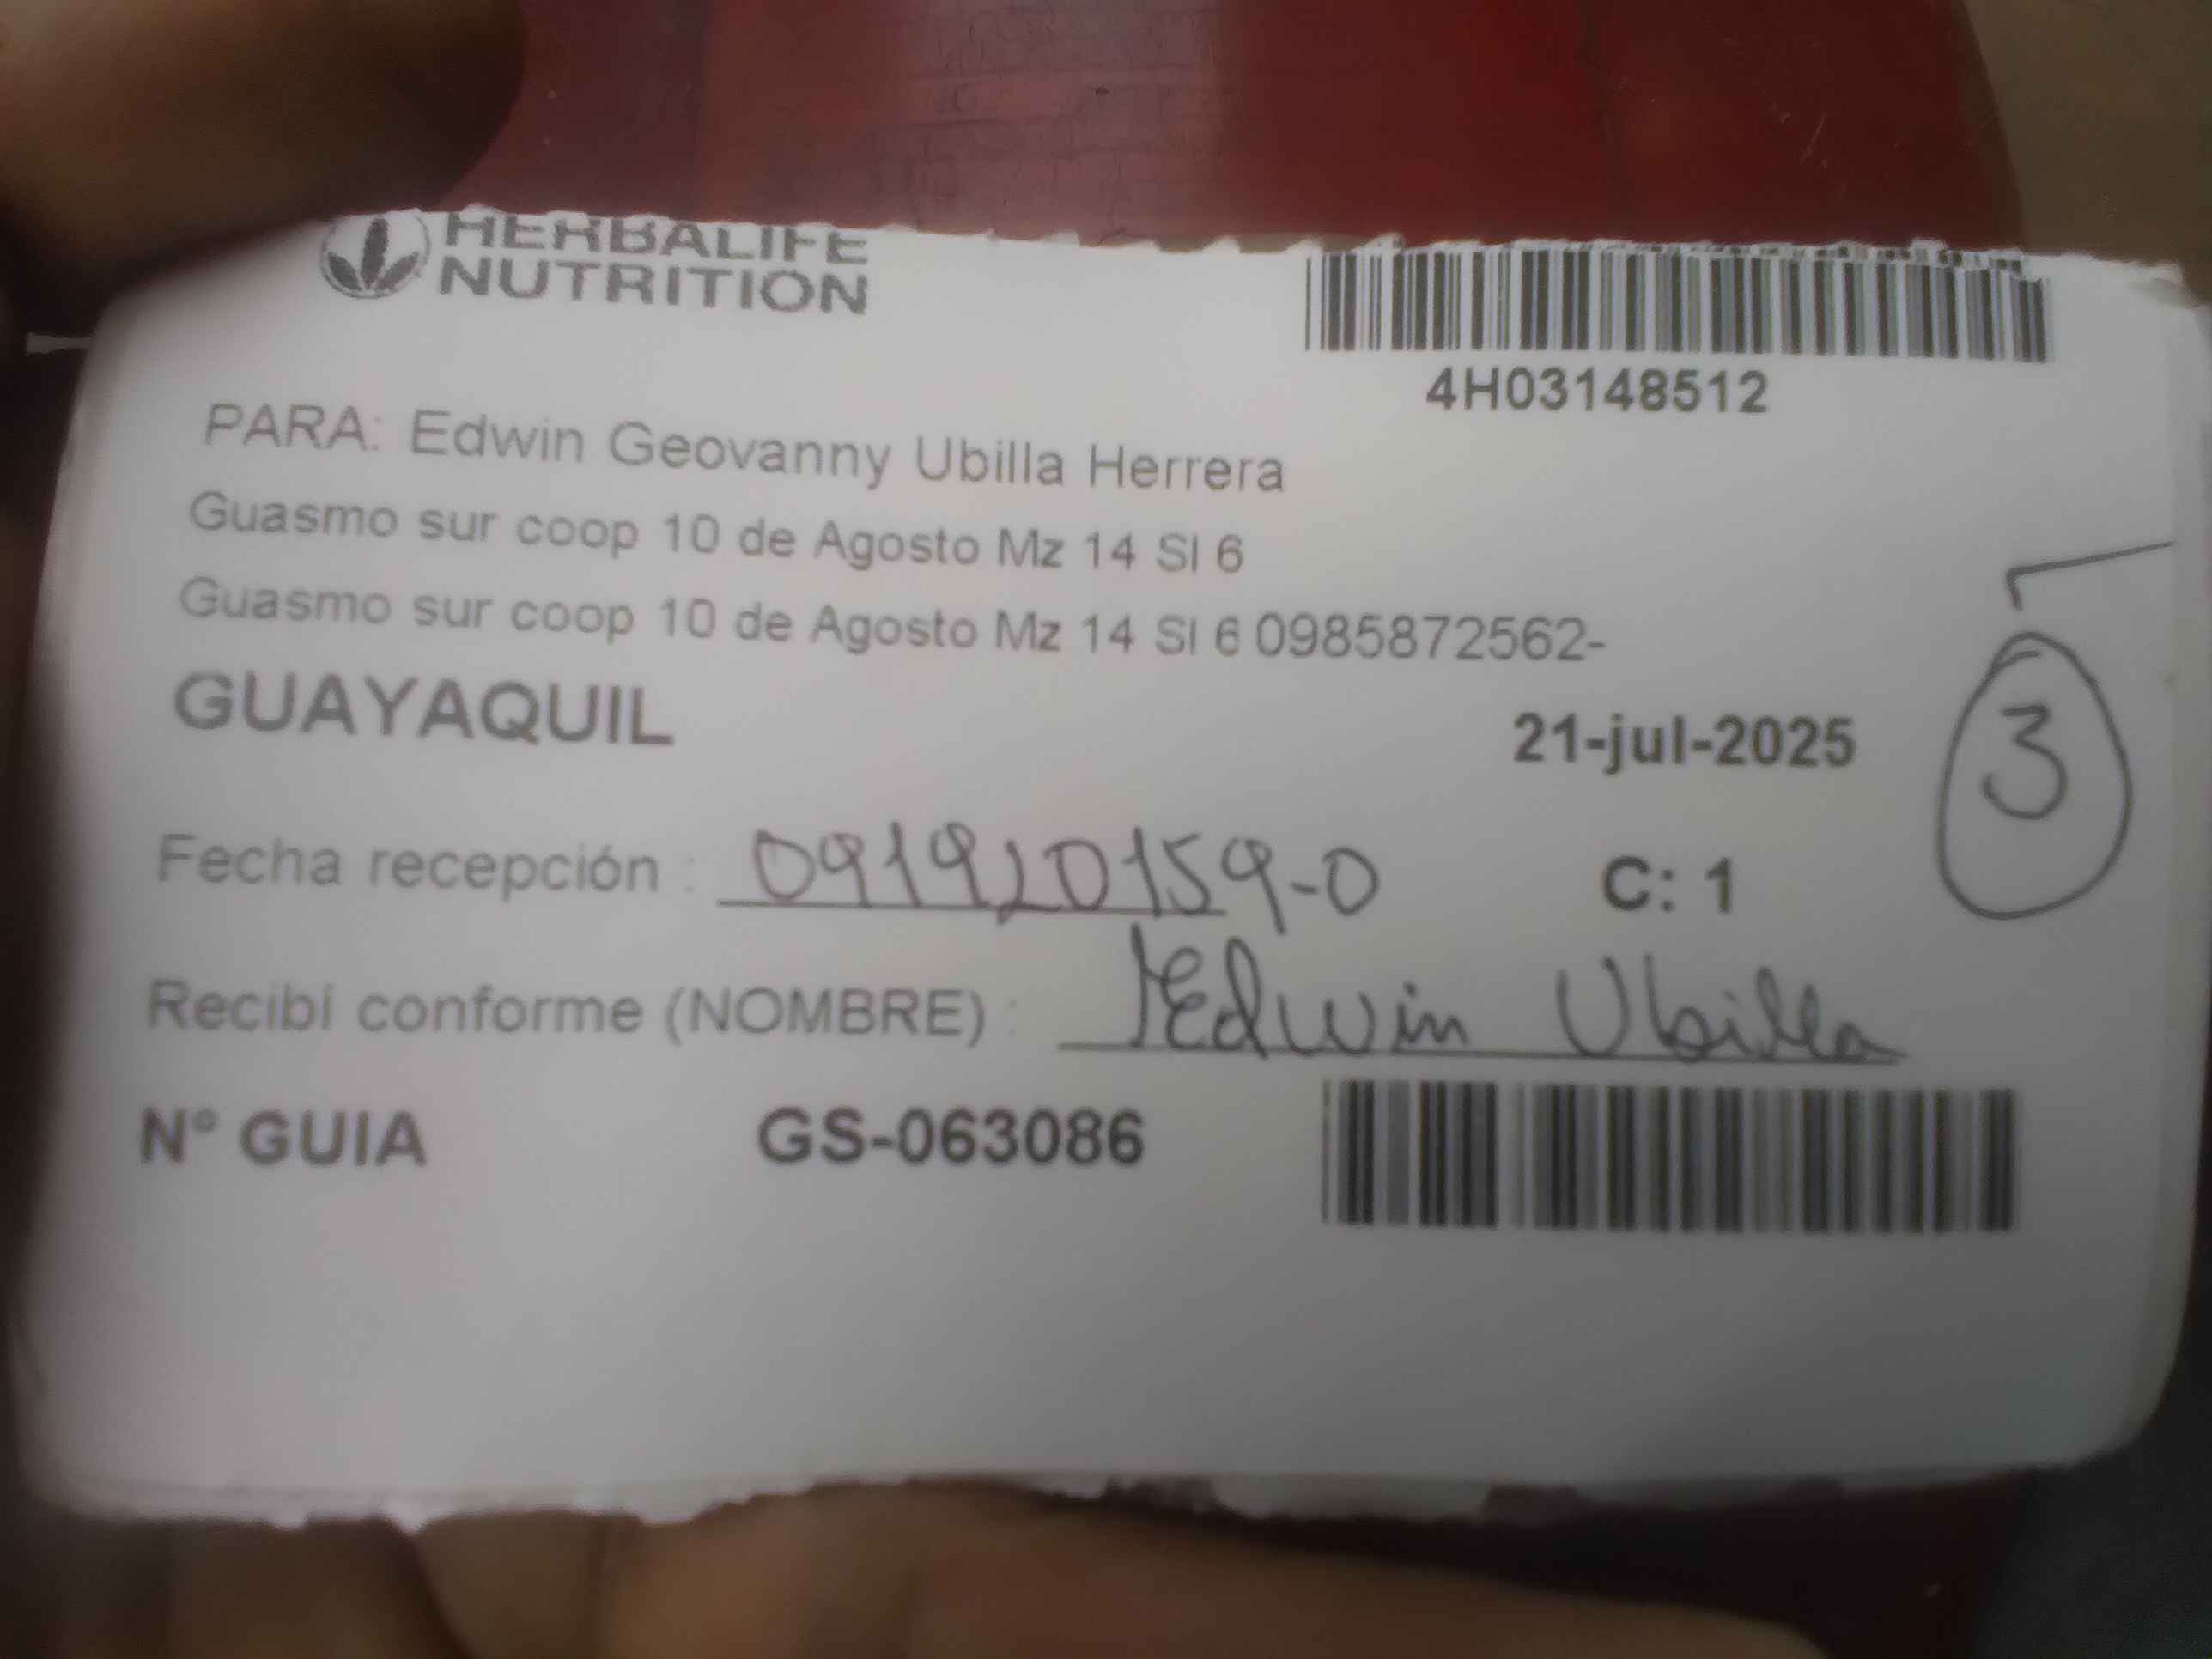 HERBALIFE
NUTRITION
4H03148512
PARA: Edwin Geovanny Ubilla Herrera
Guasmo sur coop 10 de Agosto Mz 14 Sl 6
Guasmo sur coop 10 de Agosto Mz 14 Sl 6 0985872562-
GUAYAQUIL
21-jul-2025
3
Fecha recepción : 091920159-0
C: 1
Recibí conforme (NOMBRE) : Edwin Ubilla
N° GUIA GS-063086